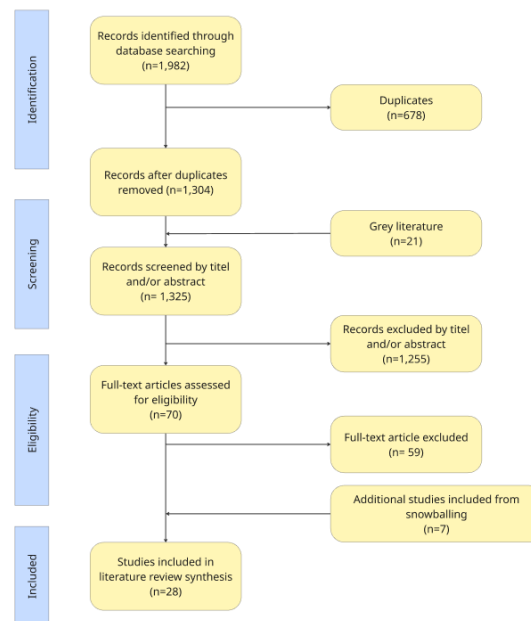 Identification
Records identified through
database searching
(n=1,982)
Duplicates
(n=678)
Records after duplicates
removed (n=1,304)
Screening
Grey literature
(n=21)
Records screened by titel
and/or abstract
(n= 1,325)
Records excluded by titel
and/or abstract
(n=1,255)
Eligibility
Full-text articles assessed
for eligibility
(n=70)
Full-text article excluded
(n= 59)
Additional studies included from
snowballing
(n=7)
Included
Studies included in
literature review synthesis
(n=28)